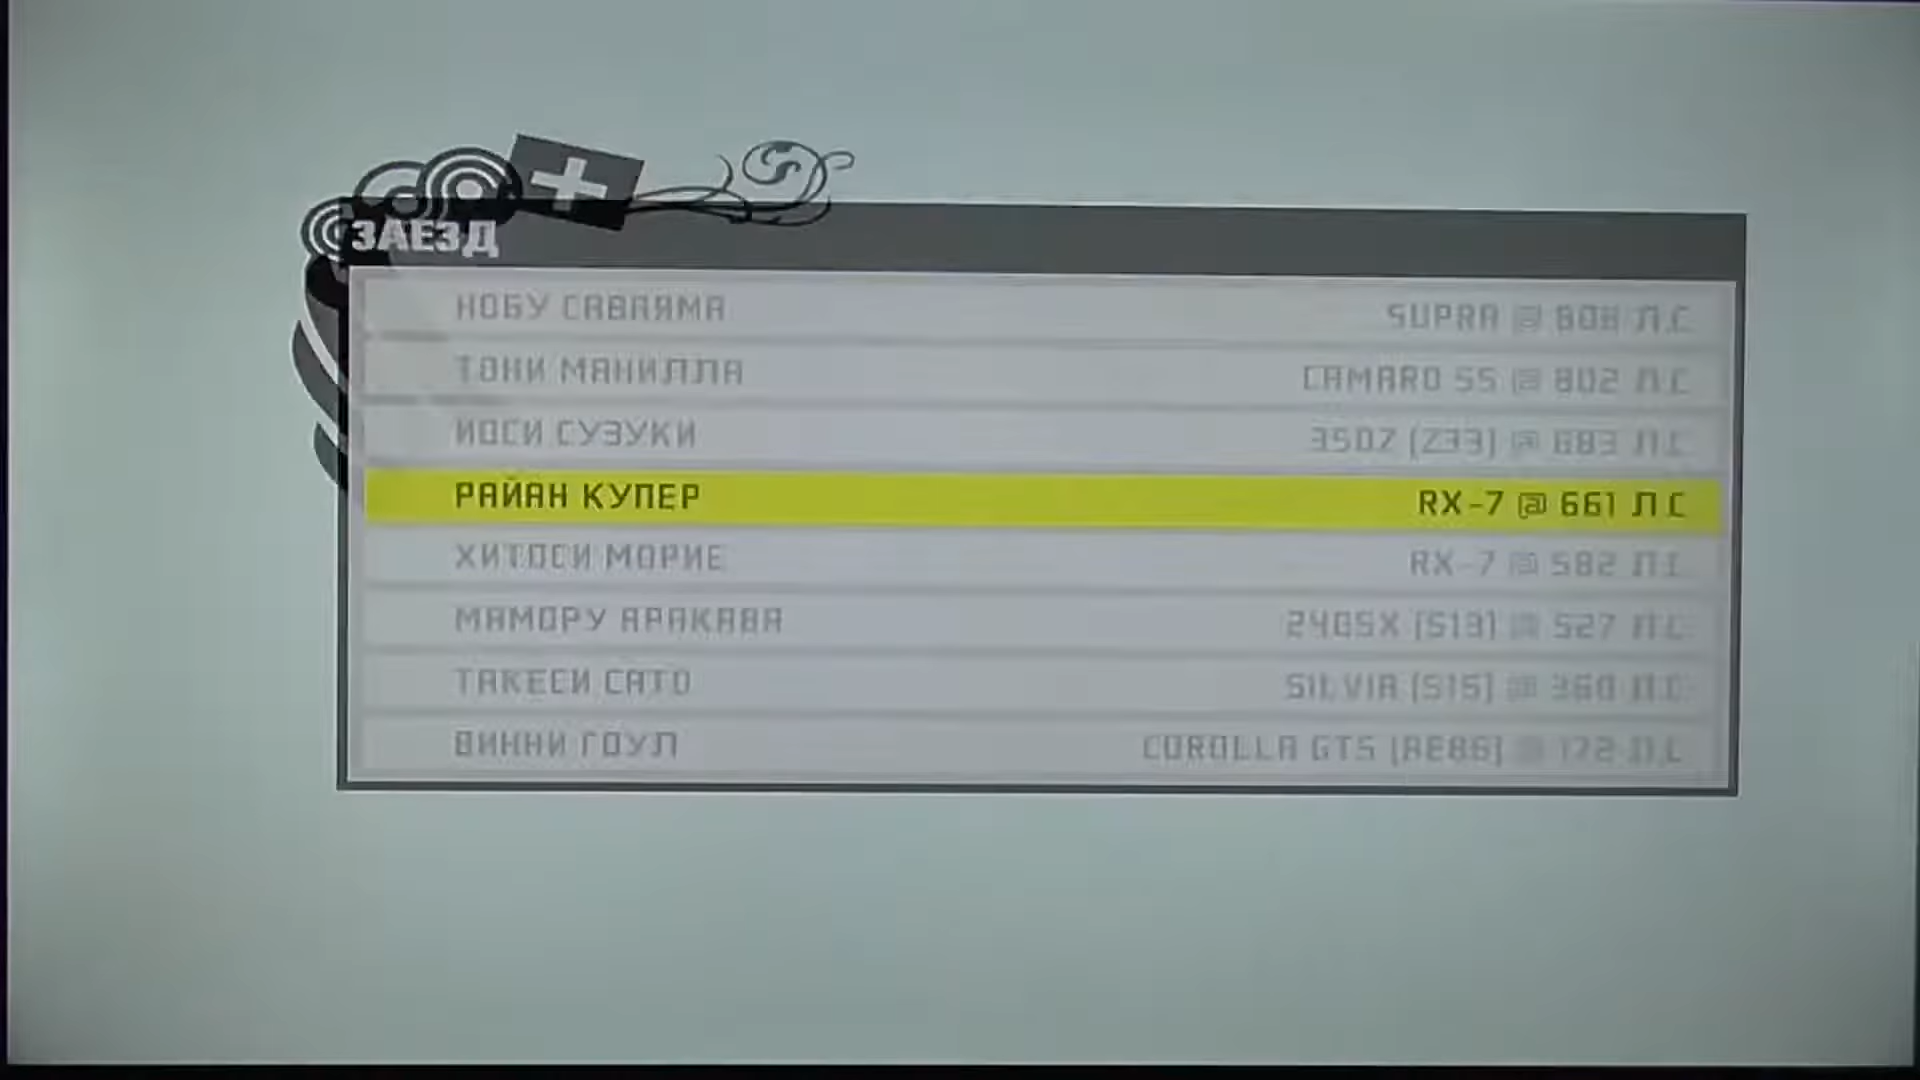 ЗАЕЗД
НОБУ САВАЯМА SUPRA @ 808 Л.С
ТОНИ МАНИЛЛА CAMARO SS @ 802 Л.С
ЙОСИ СУЗУКИ 350Z (Z33) @ 683 Л.С
РАЙАН КУПЕР RX-7 @ 661 Л.С
ХИТОСИ МОРИЕ RX-7 @ 582 Л.С
МАМОРУ АРАКАВА 240SX (S13) @ 527 Л.С
ТАКЕСИ САТО SILVIA (S15) @ 360 Л.С
ВИННИ ГОУЛ COROLLA GTS (AE86) @ 172 Л.С